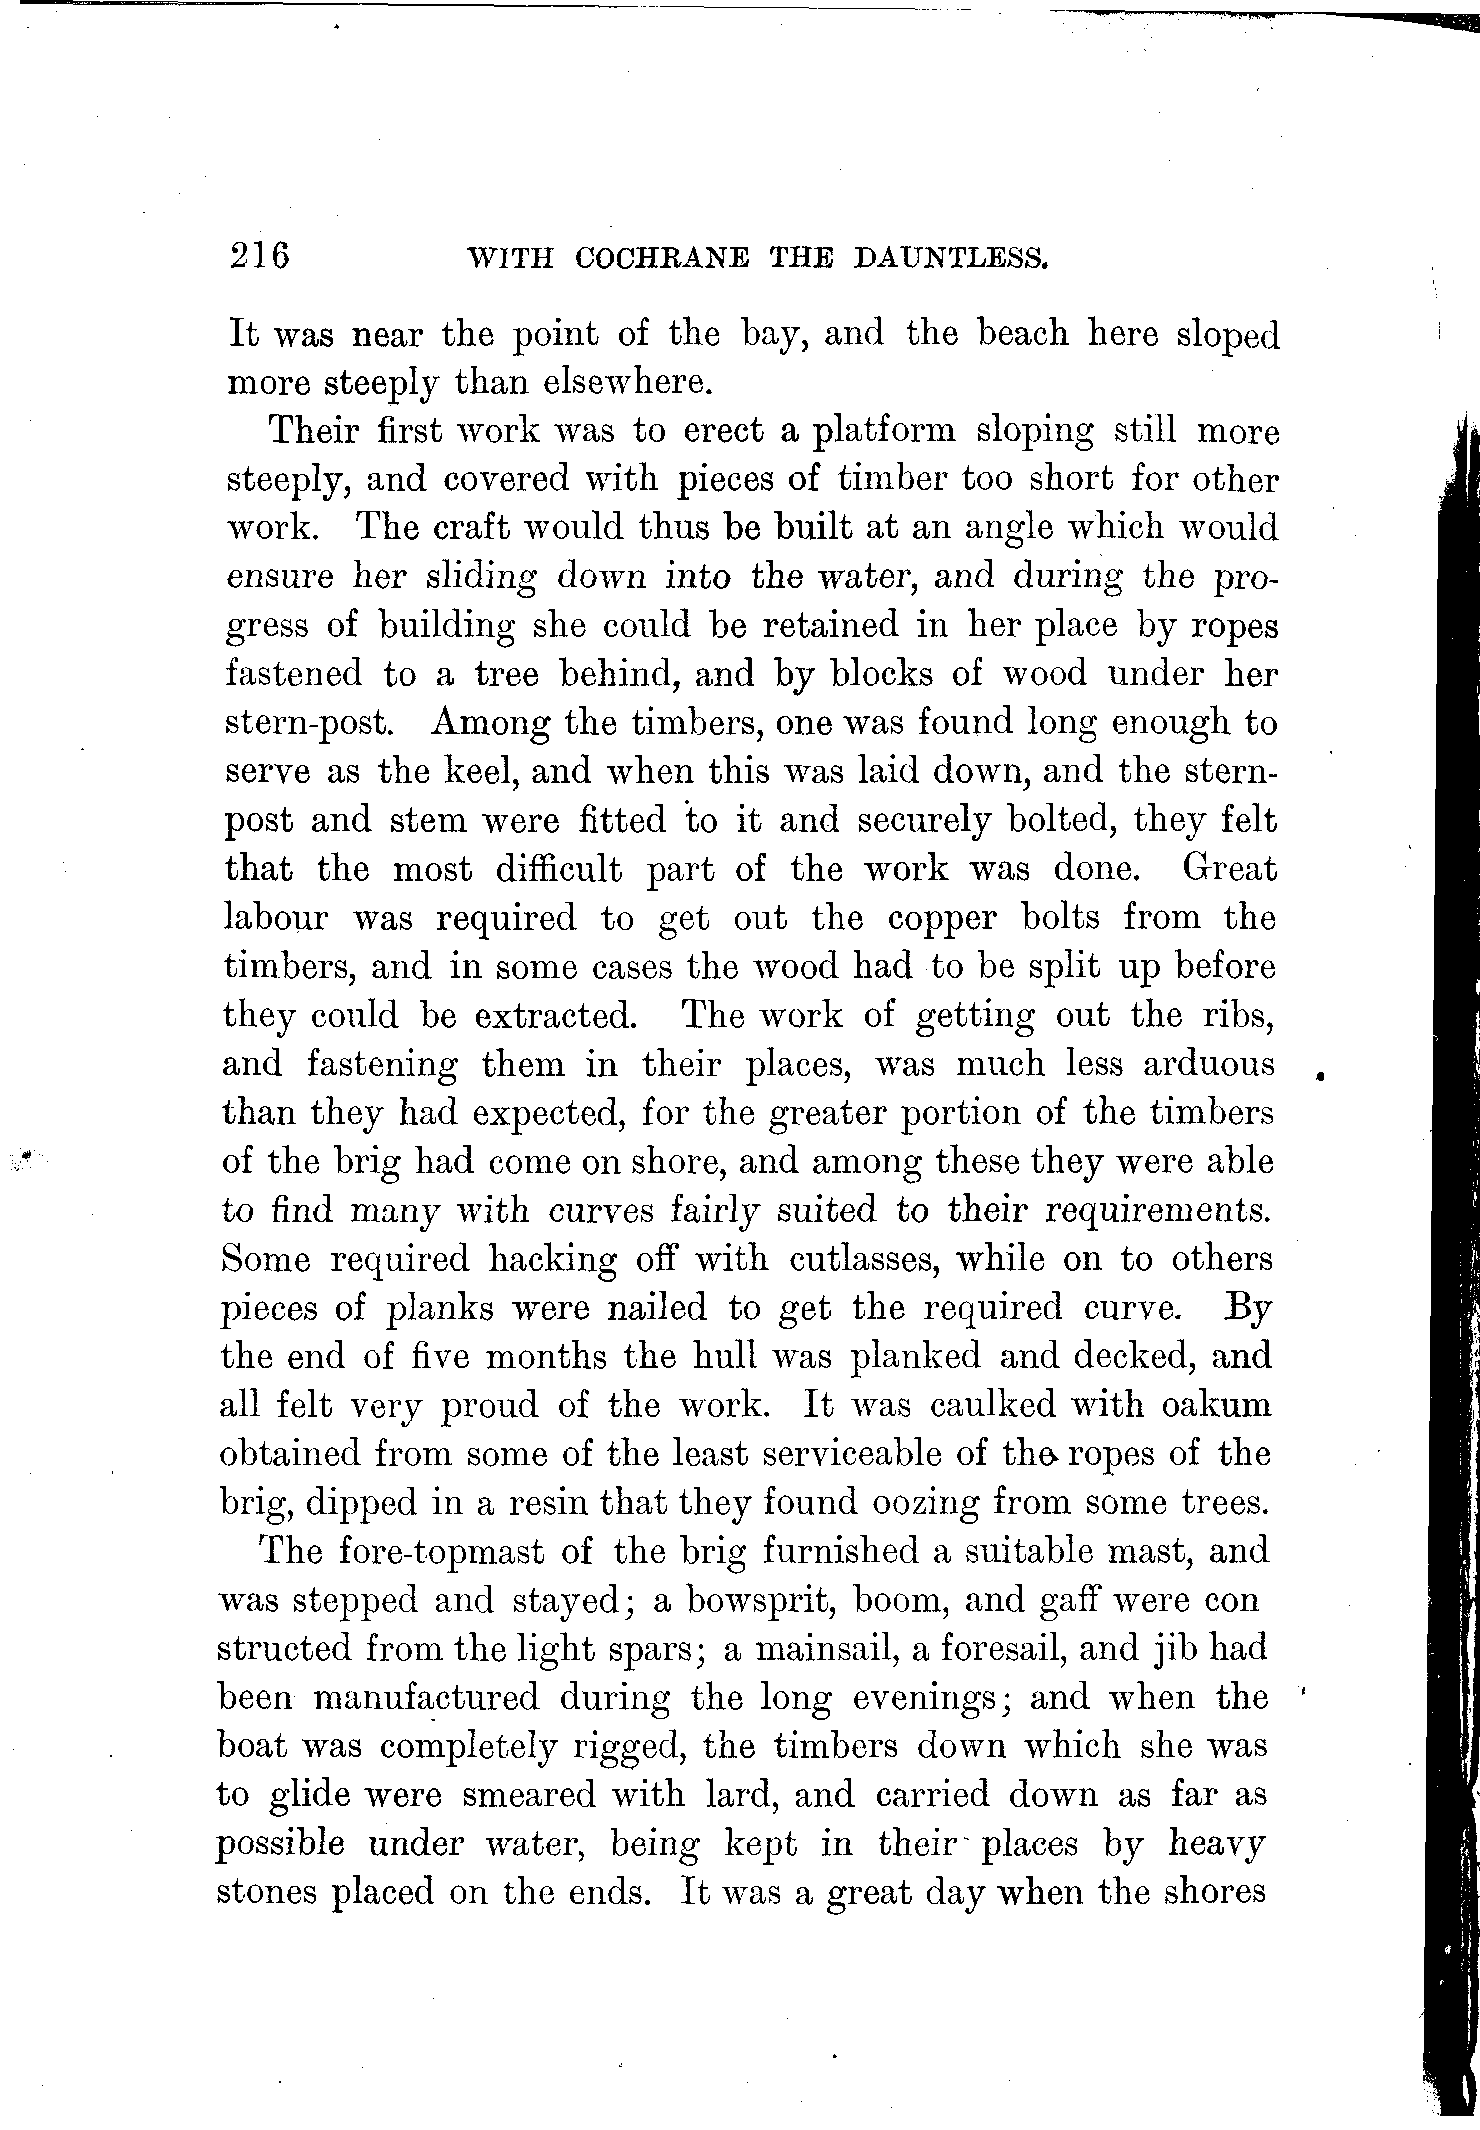 216 WITH COCHRANE THE DAUNTLESS.
It was near the point of the bay, and the beach here sloped
more steeply than elsewhere.
Their first work was to erect a platform sloping still more
steeply, and covered with pieces of timber too short for other
work. The craft would thus be built at an angle which would
ensure her sliding down into the water, and during the pro-
gress of building she could be retained in her place by ropes
fastened to a tree behind, and by blocks of wood under her
stern-post. Among the timbers, one was found long enough to
serve as the keel, and when this was laid down, and the stern-
post and stem were fitted to it and securely bolted, they felt
that the most difficult part of the work was done. Great
labour was required to get out the copper bolts from the
timbers, and in some cases the wood had to be split up before
they could be extracted. The work of getting out the ribs,
and fastening them in their places, was much less arduous
than they had expected, for the greater portion of the timbers
of the brig had come on shore, and among these they were able
to find many with curves fairly suited to their requirements.
Some required hacking off with cutlasses, while on to others
pieces of planks were nailed to get the required curve. By
the end of five months the hull was planked and decked, and
all felt very proud of the work. It was caulked with oakum
obtained from some of the least serviceable of the ropes of the
brig, dipped in a resin that they found oozing from some trees.
The fore-topmast of the brig furnished a suitable mast, and
was stepped and stayed; a bowsprit, boom, and gaff were con
structed from the light spars; a mainsail, a foresail, and jib had
been manufactured during the long evenings; and when the
boat was completely rigged, the timbers down which she was
to glide were smeared with lard, and carried down as far as
possible under water, being kept in their places by heavy
stones placed on the ends. It was a great day when the shores